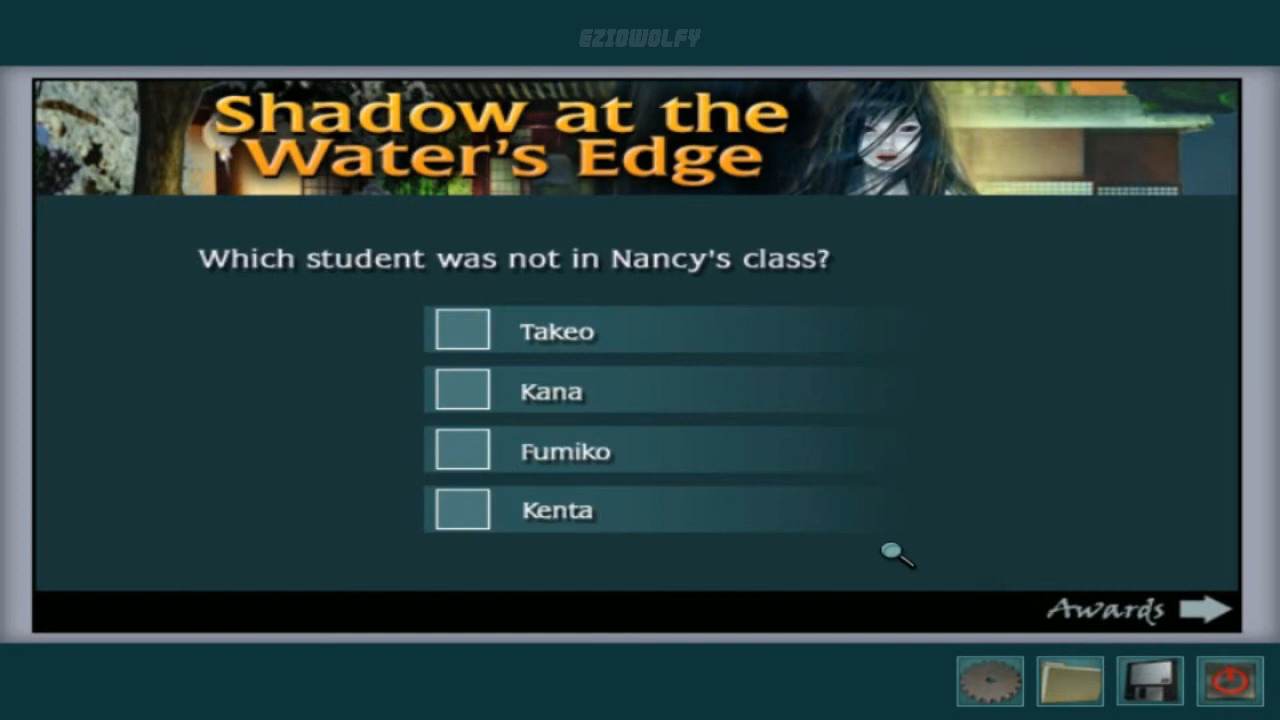 EZIOWOLFY
Shadow at the
Water's Edge
Which student was not in Nancy's class?
Takeo
Kana
Fumiko
Kenta
Awards